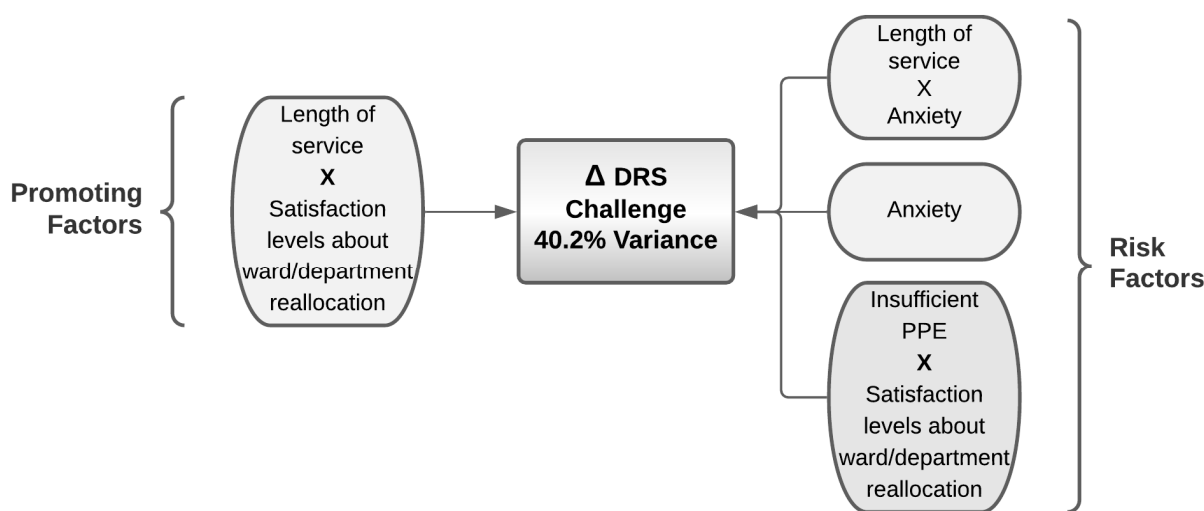 Promoting
Factors
Length of
service
X
Satisfaction
levels about
ward/department
reallocation
Δ DRS
Challenge
40.2% Variance
Length of
service
X
Anxiety
Anxiety
Insufficient
PPE
X
Satisfaction
levels about
ward/department
reallocation
Risk
Factors